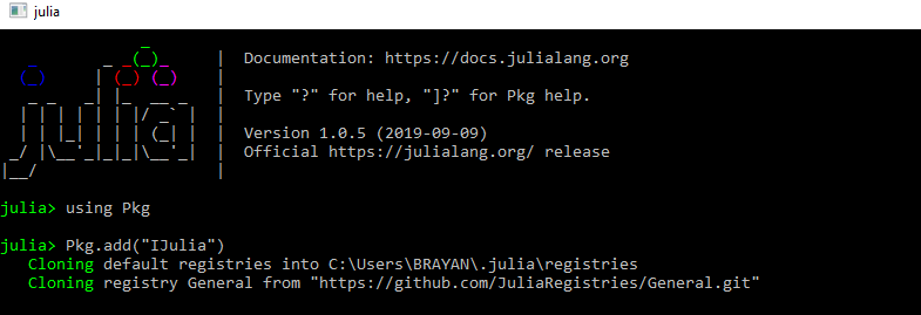 julia
Documentation: https://docs.julialang.org
Type "?" for help, "]?" for Pkg help.
Version 1.0.5 (2019-09-09)
Official https://julialang.org/ release
julia> using Pkg
julia> Pkg.add("IJulia")
Cloning default registries into C:\Users\BRAYAN\.julia\registries
Cloning registry General from "https://github.com/JuliaRegistries/General.git"